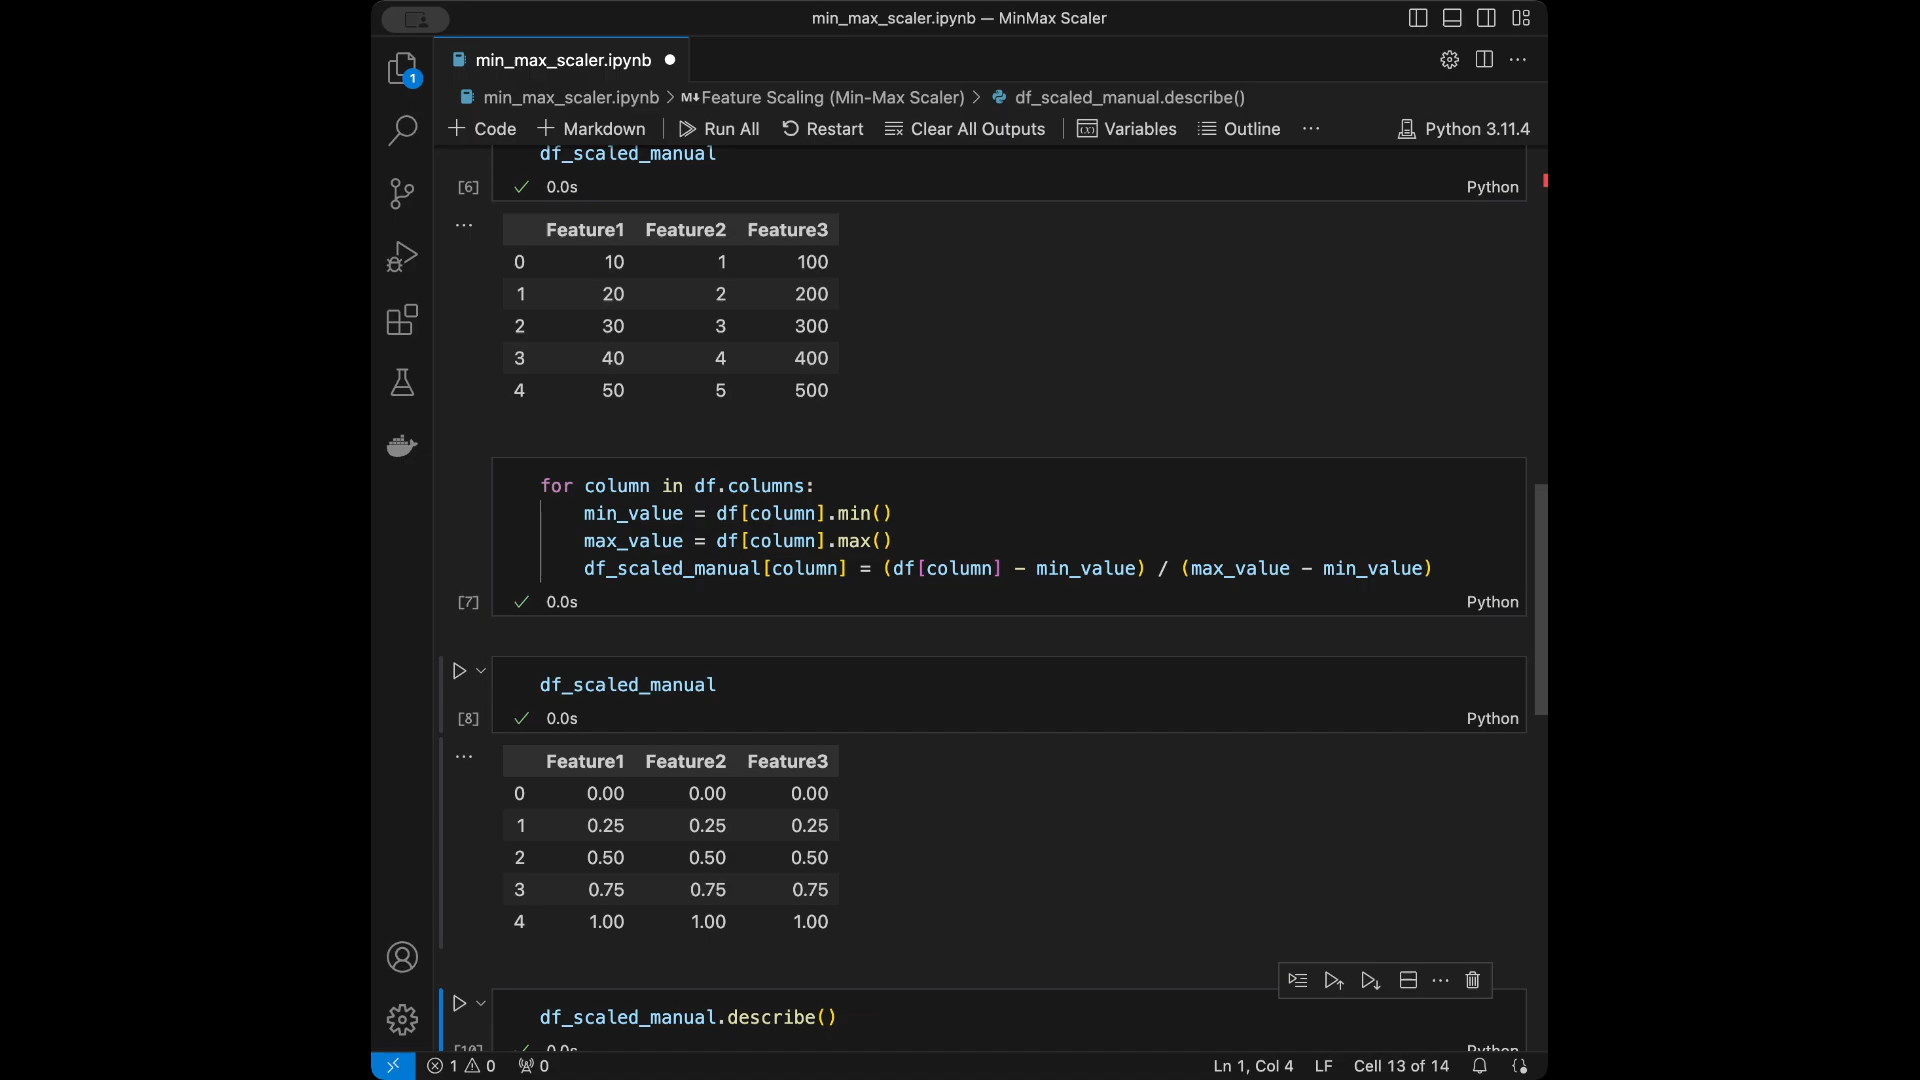 min_max_scaler.ipynb — MinMax Scaler
min_max_scaler.ipynb
1
min_max_scaler.ipynb > M↓Feature Scaling (Min-Max Scaler) > df_scaled_manual.describe()
+ Code + Markdown Run All Restart Clear All Outputs Variables Outline ... Python 3.11.4
df_scaled_manual
[6] ✓ 0.0s Python
...
Feature1 Feature2 Feature3
0 10 1 100
1 20 2 200
2 30 3 300
3 40 4 400
4 50 5 500
for column in df.columns:
min_value = df[column].min()
max_value = df[column].max()
df_scaled_manual[column] = (df[column] - min_value) / (max_value - min_value)
[7] ✓ 0.0s Python
df_scaled_manual
[8] ✓ 0.0s Python
...
Feature1 Feature2 Feature3
0 0.00 0.00 0.00
1 0.25 0.25 0.25
2 0.50 0.50 0.50
3 0.75 0.75 0.75
4 1.00 1.00 1.00
df_scaled_manual.describe()
[10] ✓ 0.0s Python
1 0 0 Ln 1, Col 4 LF Cell 13 of 14